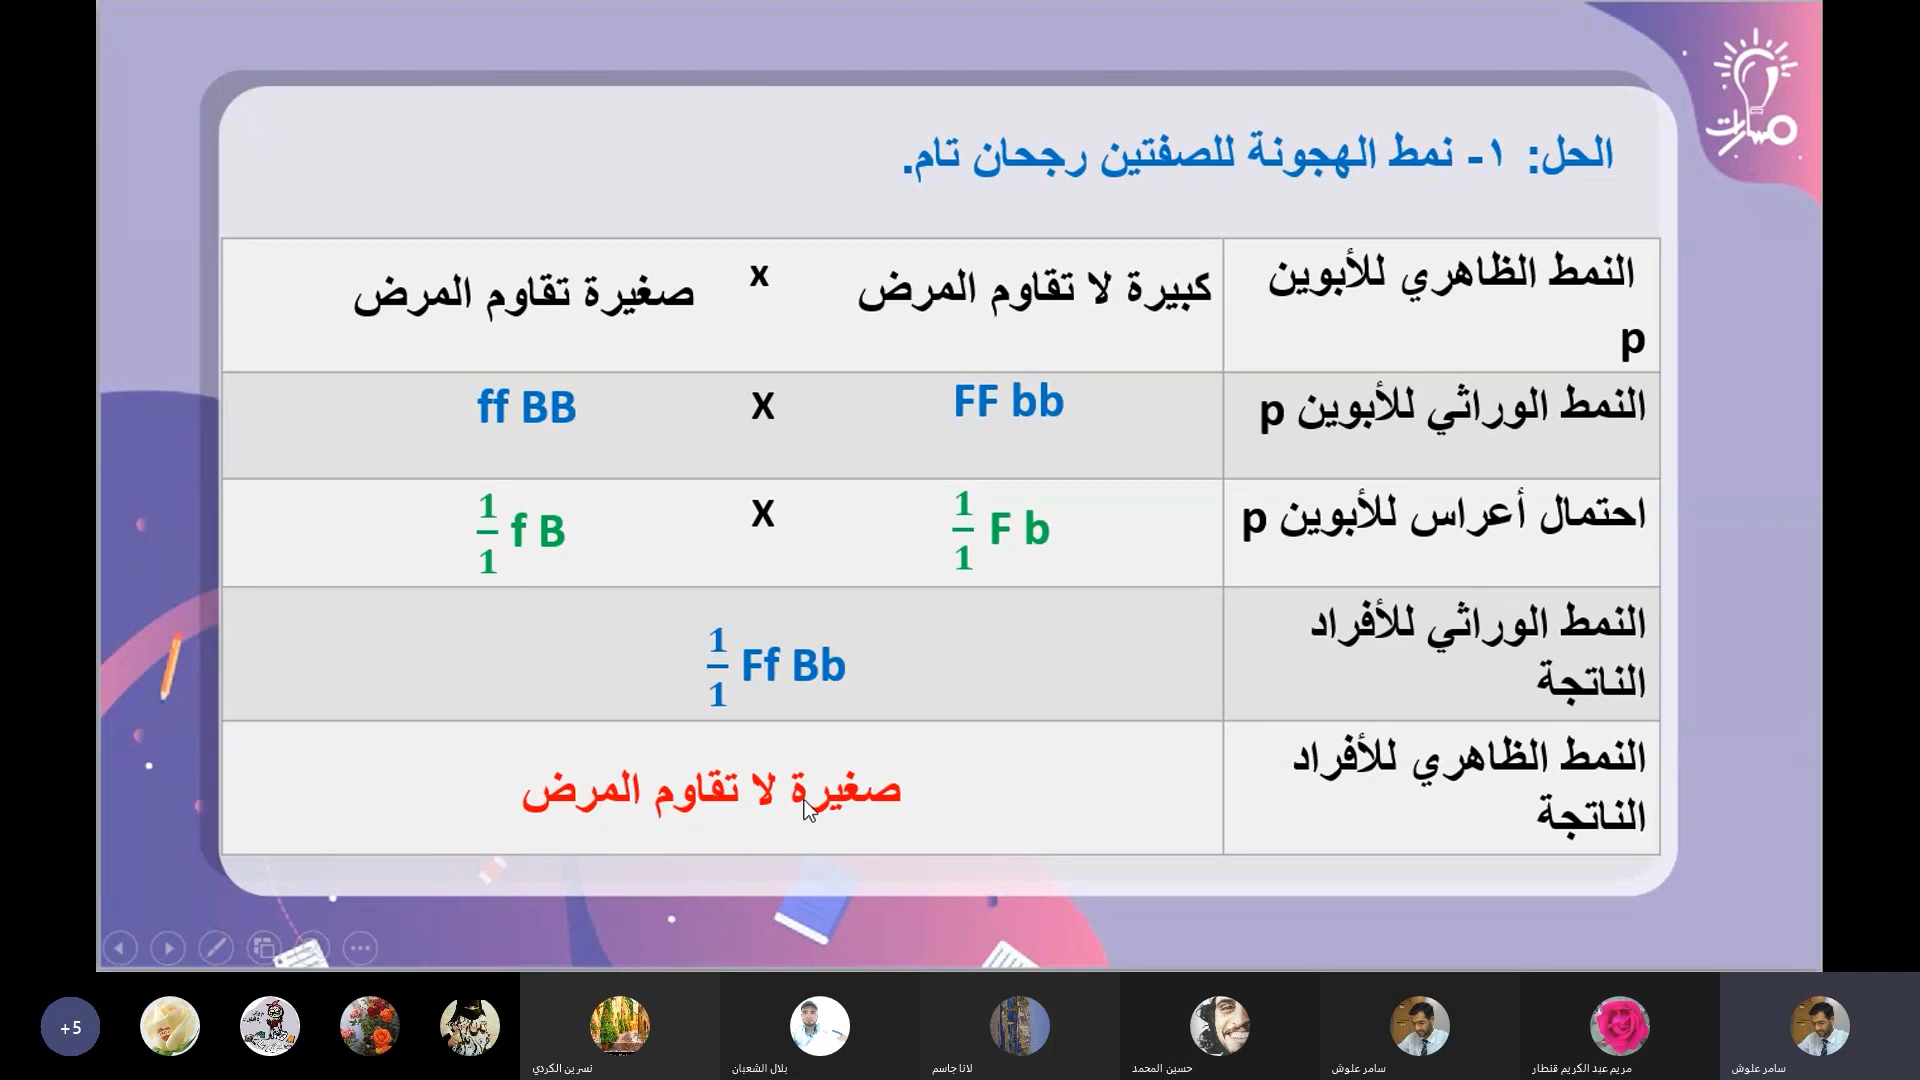 مسارات
الحل: ١- نمط الهجونة للصفتين رجحان تام.
النمط الظاهري للأبوين p
كبيرة لا تقاوم المرض x صغيرة تقاوم المرض
النمط الوراثي للأبوين p
FF bb X ff BB
احتمال أعراس للأبوين p
1/1 F b X 1/1 f B
النمط الوراثي للأفراد
الناتجة
1/1 Ff Bb
النمط الظاهري للأفراد
الناتجة
صغيرة لا تقاوم المرض
+5
نسرين الكردي
بلال الشعبان
لانا جاسم
حسين المحمد
سامر علوش
مريم عبد الكريم قنطار
سامر علوش